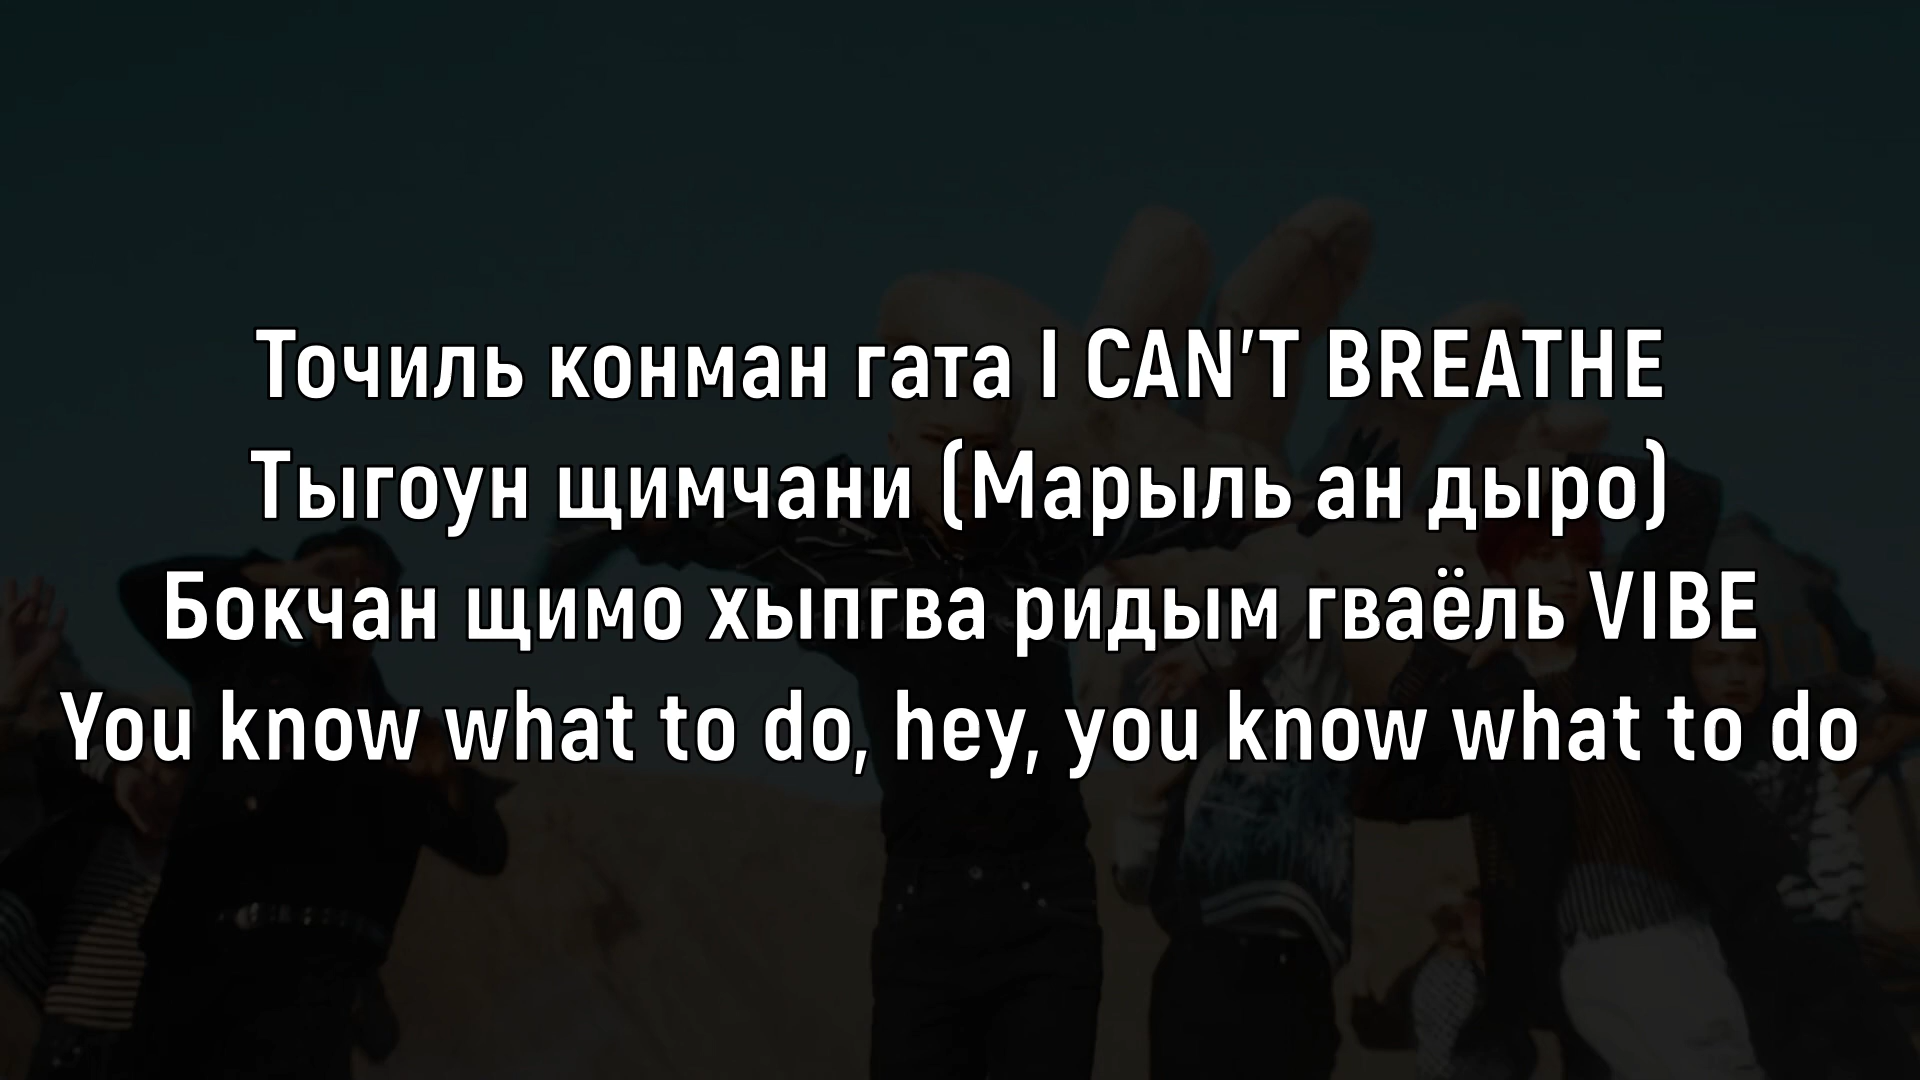 Точиль конман гата I CAN'T BREATHE
Тыгоун щимчани (Марыль ан дыро)
Бокчан щимо хыпгва ридым гваёль VIBE
You know what to do, hey, you know what to do